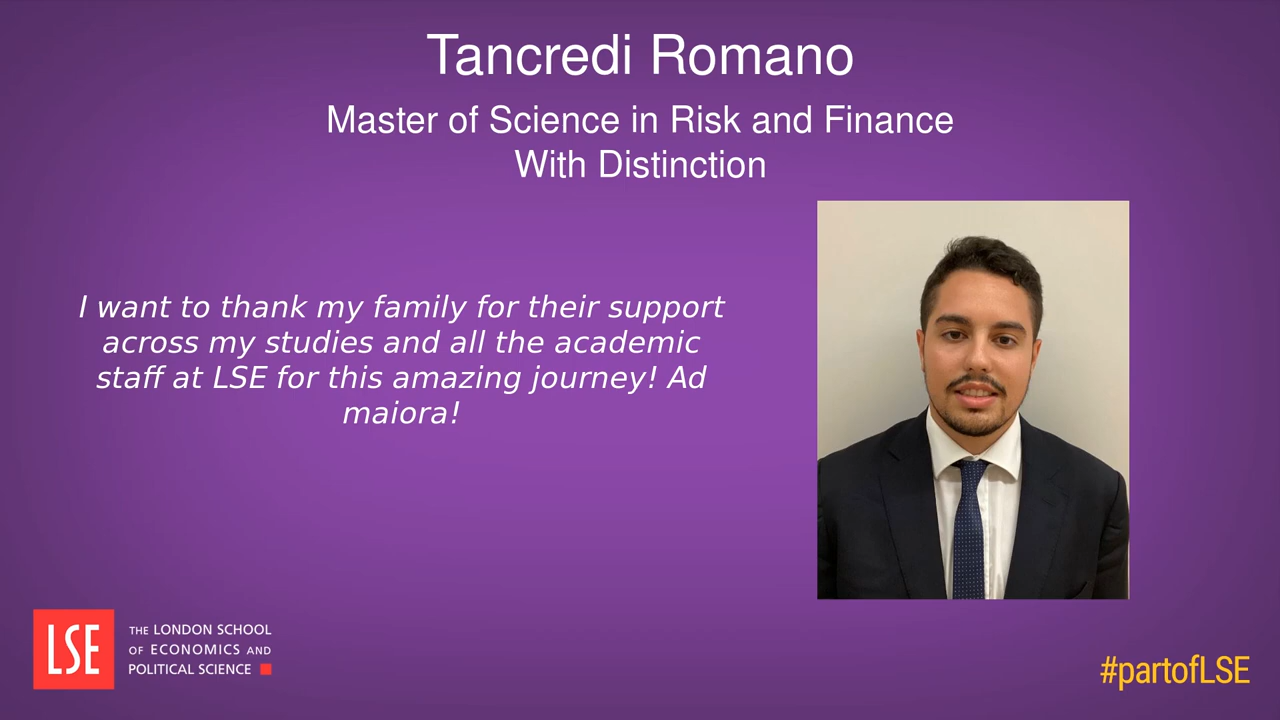 Tancredi Romano
Master of Science in Risk and Finance
With Distinction
I want to thank my family for their support
across my studies and all the academic
staff at LSE for this amazing journey! Ad
maiora!
LSE
THE LONDON SCHOOL
OF ECONOMICS AND
POLITICAL SCIENCE
#partofLSE